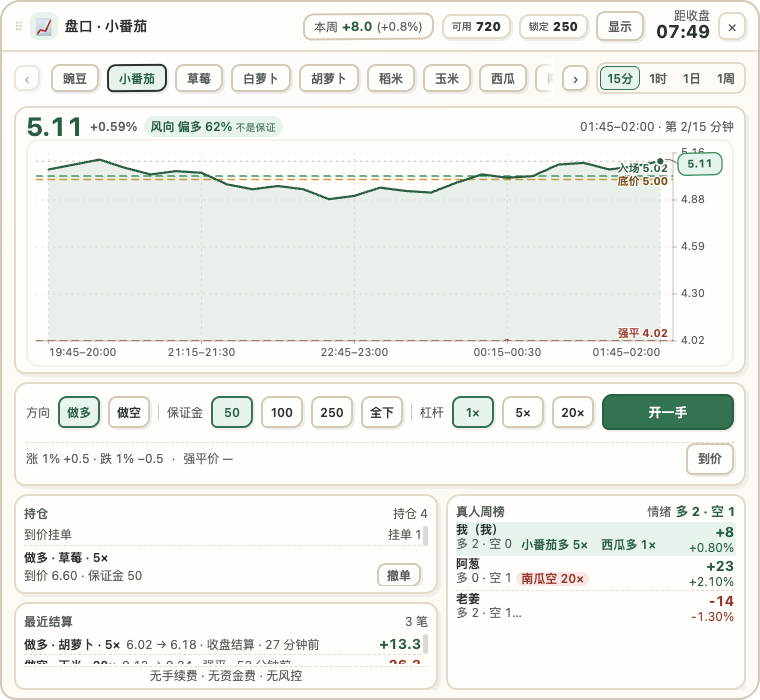 盘口 · 小番茄
本周 +8.0 (+0.8%)
可用 720
锁定 250
显示
距收盘
07:49
×
‹
豌豆
小番茄
草莓
白萝卜
胡萝卜
稻米
玉米
西瓜
›
15分
1时
1日
1周
5.11 +0.59% 风向 偏多 62% 不是保证
01:45–02:00 · 第 2/15 分钟
5.16
入场 5.02
5.11
底价 5.00
4.88
4.59
4.30
强平 4.02
4.02
19:45–20:00 21:15–21:30 22:45–23:00 00:15–00:30 01:45–02:00
方向 做多 做空 保证金 50 100 250 全下 杠杆 1× 5× 20× 开一手
涨 1% +0.5 · 跌 1% −0.5 · 强平价 —
到价
持仓 持仓 4
到价挂单 挂单 1
做多 · 草莓 · 5×
到价 6.60 · 保证金 50
撤单
最近结算 3 笔
做多 · 胡萝卜 · 5× 6.02 → 6.18 · 收盘结算 · 27 分钟前 +13.3
无手续费 · 无资金费 · 无风控
真人周榜 情绪 多 2 · 空 1
我（我） +8
多 2 · 空 0 小番茄多 5× 西瓜多 1× +0.80%
阿葱 +23
多 0 · 空 1 南瓜空 20× +2.10%
老姜 -14
多 2 · 空 1... -1.30%